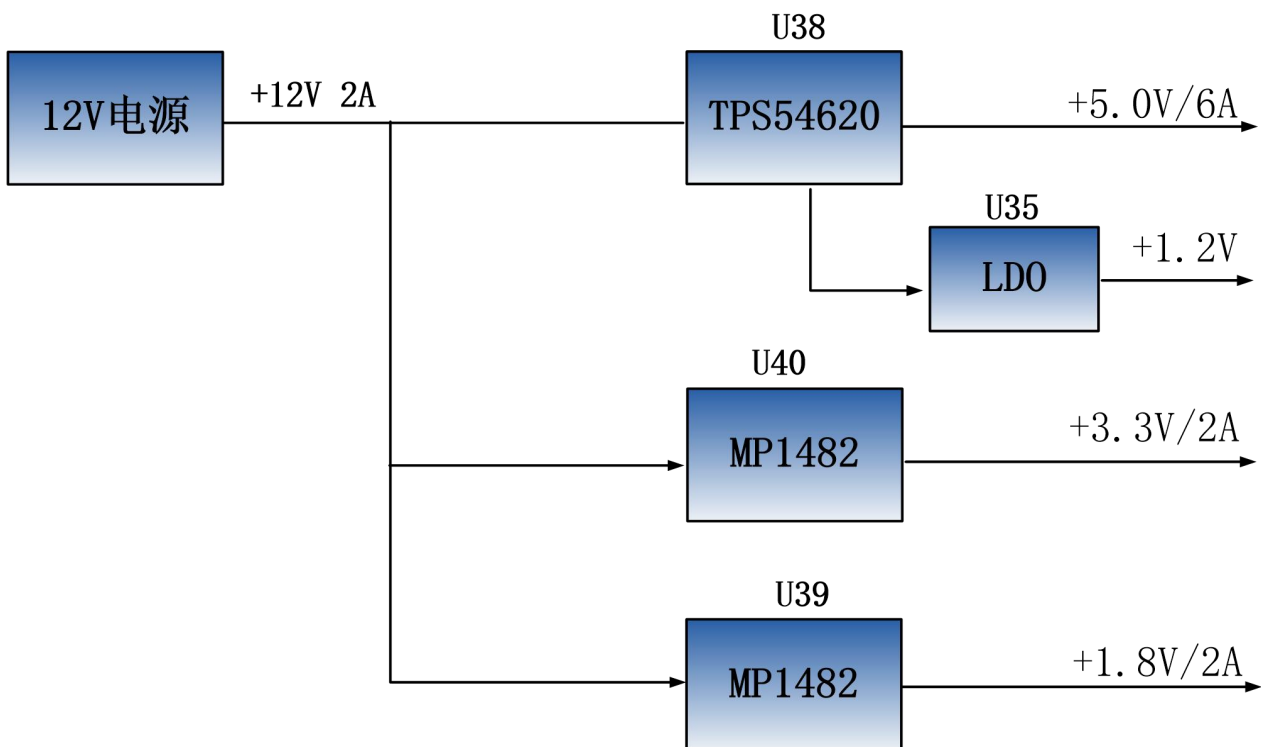 U38
12V电源
+12V 2A
TPS54620
+5.0V/6A
U35
LDO
+1.2V
U40
MP1482
+3.3V/2A
U39
MP1482
+1.8V/2A